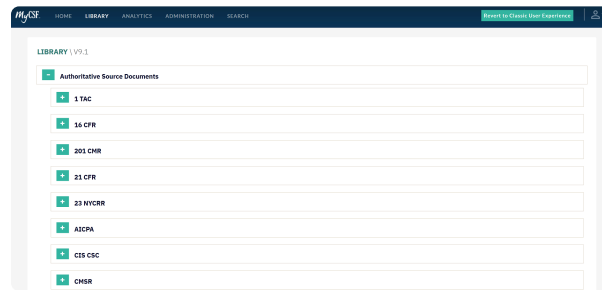 MyCSF HOME LIBRARY ANALYTICS ADMINISTRATION SEARCH Revert to Classic User Experience
LIBRARY \ V9.1
Authoritative Source Documents
1 TAC
16 CFR
201 CMR
21 CFR
23 NYCRR
AICPA
CIS CSC
CMSR